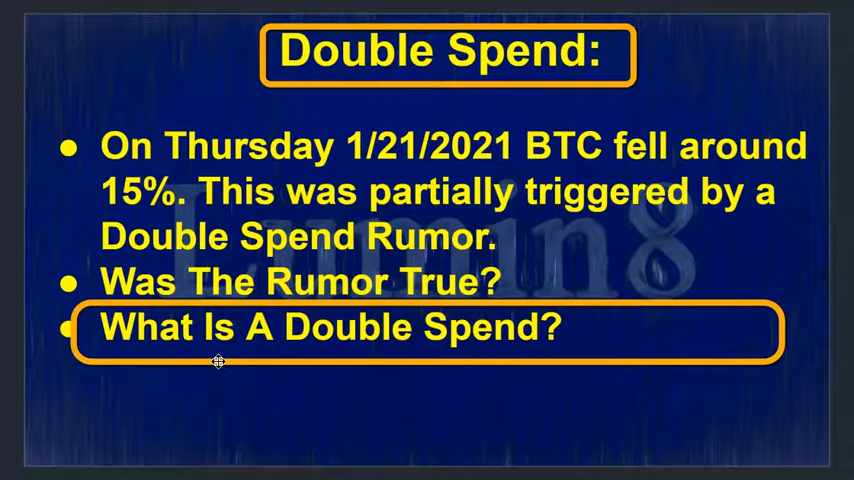 Double Spend:
● On Thursday 1/21/2021 BTC fell around
15%. This was partially triggered by a
Double Spend Rumor.
● Was The Rumor True?
● What Is A Double Spend?
Lumin8